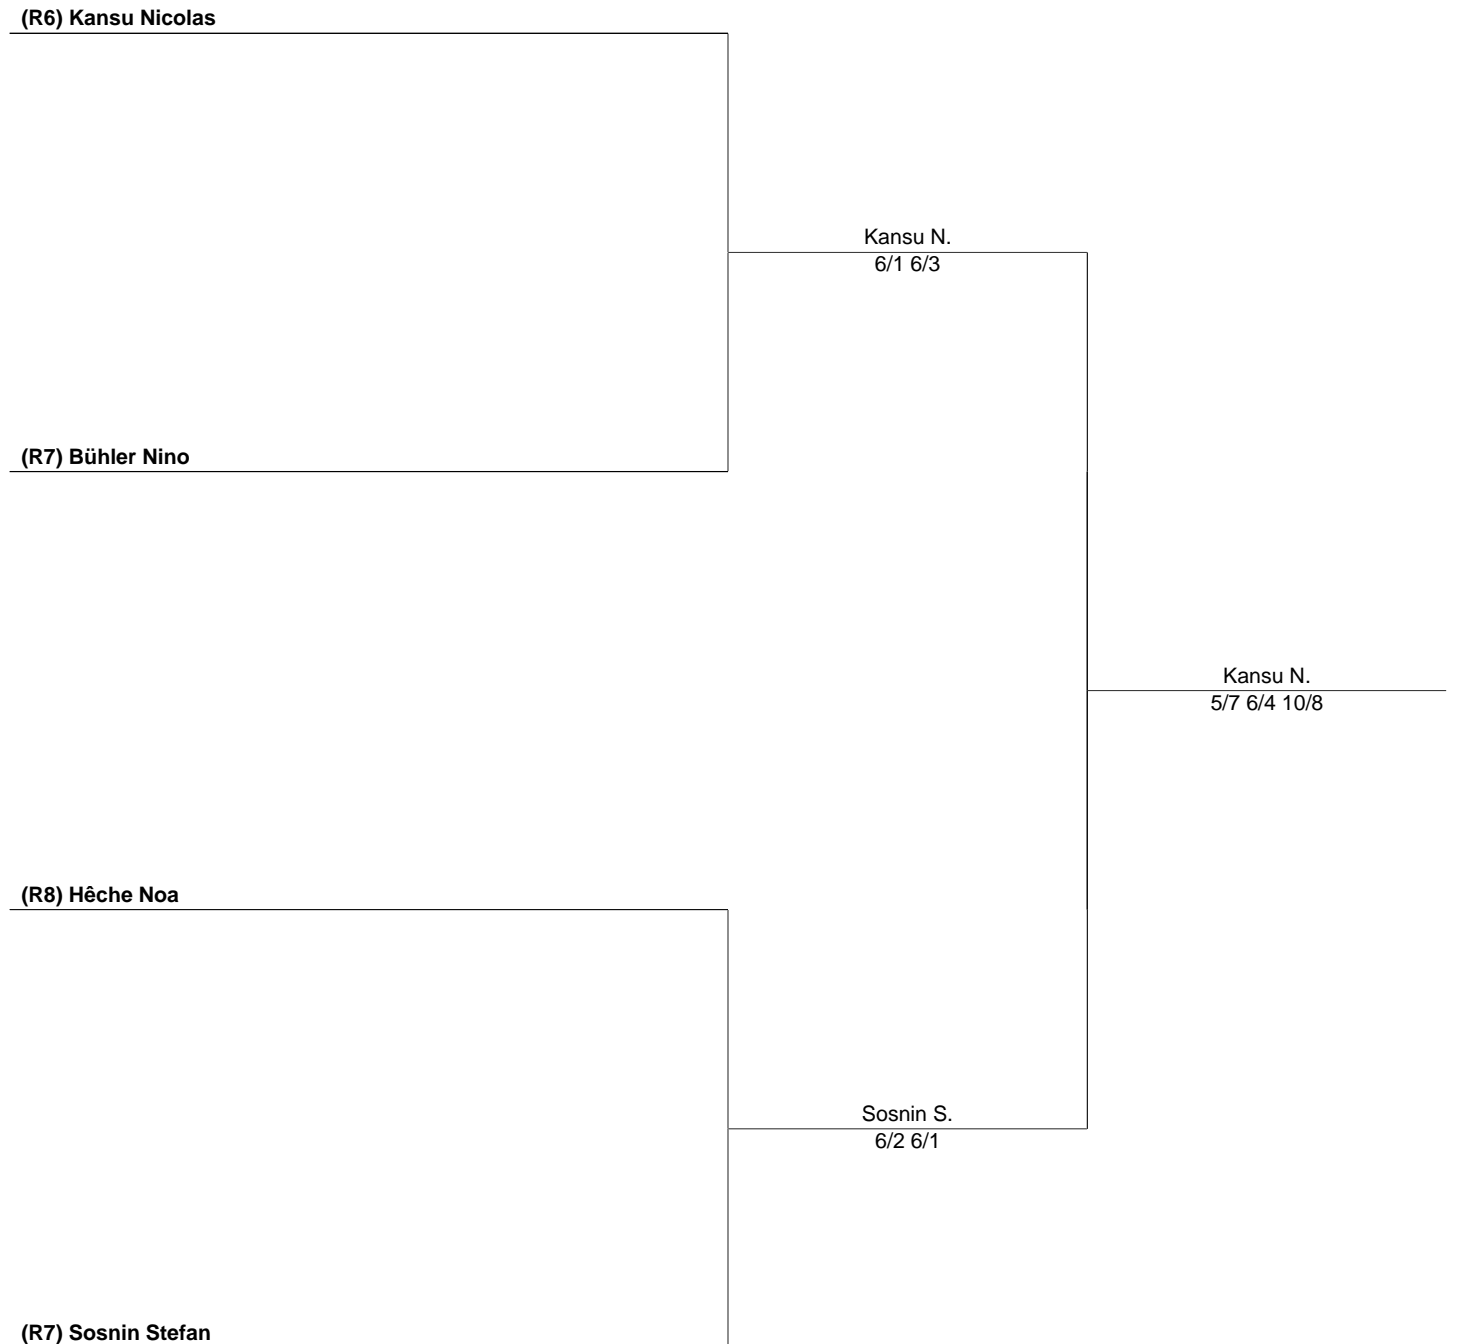 (R6) Kansu Nicolas
Kansu N.
6/1 6/3
(R7) Bühler Nino
Kansu N.
5/7 6/4 10/8
(R8) Hêche Noa
Sosnin S.
6/2 6/1
(R7) Sosnin Stefan